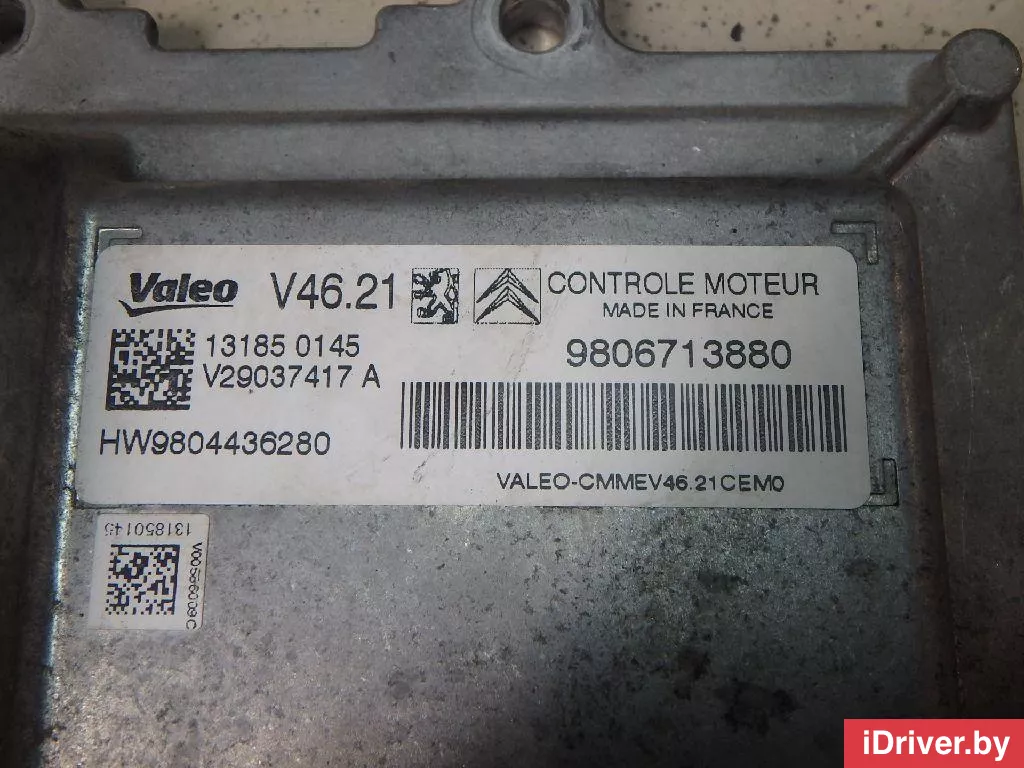 Valeo V46.21 CONTROLE MOTEUR
MADE IN FRANCE
13185 0145
V29037417 A
9806713880
HW9804436280
VALEO-CMMEV46.21CEM0
131850145
iDriver.by